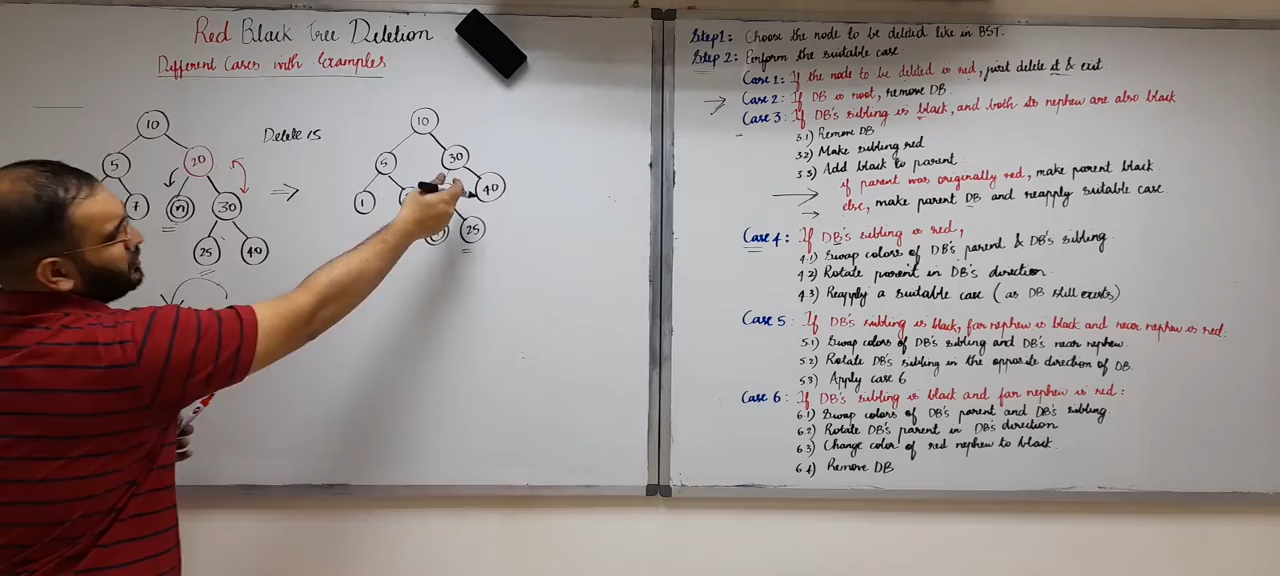 Red Black Tree Deletion
Different Cases with Examples
10
5
20
7
30
25
40
Delete 15
10
5
30
1
40
25
Step1: Choose the node to be deleted like in BST.
Step 2: Perform the suitable case.
Case 1: If the node to be deleted is red, just delete it & exit
Case 2: If DB is root, remove DB.
Case 3: If DB's sibling is black, and both its nephew are also black
3.1) Remove DB
3.2) Make sibling red
3.3) Add black to parent.
if parent was originally red, make parent black
else, make parent DB and reapply suitable case.
Case 4: If DB's sibling is red,
4.1) Swap colors of DB's parent & DB's sibling
4.2) Rotate parent in DB's direction
4.3) Reapply a suitable case (as DB still exists)
Case 5: If DB's sibling is black, far nephew is black and near nephew is red.
5.1) Swap colors of DB's sibling and DB's near nephew.
5.2) Rotate DB's sibling in the opposite direction of DB.
5.3) Apply case 6
Case 6: If DB's sibling is black and far nephew is red:
6.1) Swap colors of DB's parent and DB's sibling
6.2) Rotate DB's parent in DB's direction
6.3) Change color of red nephew to black.
6.4) Remove DB